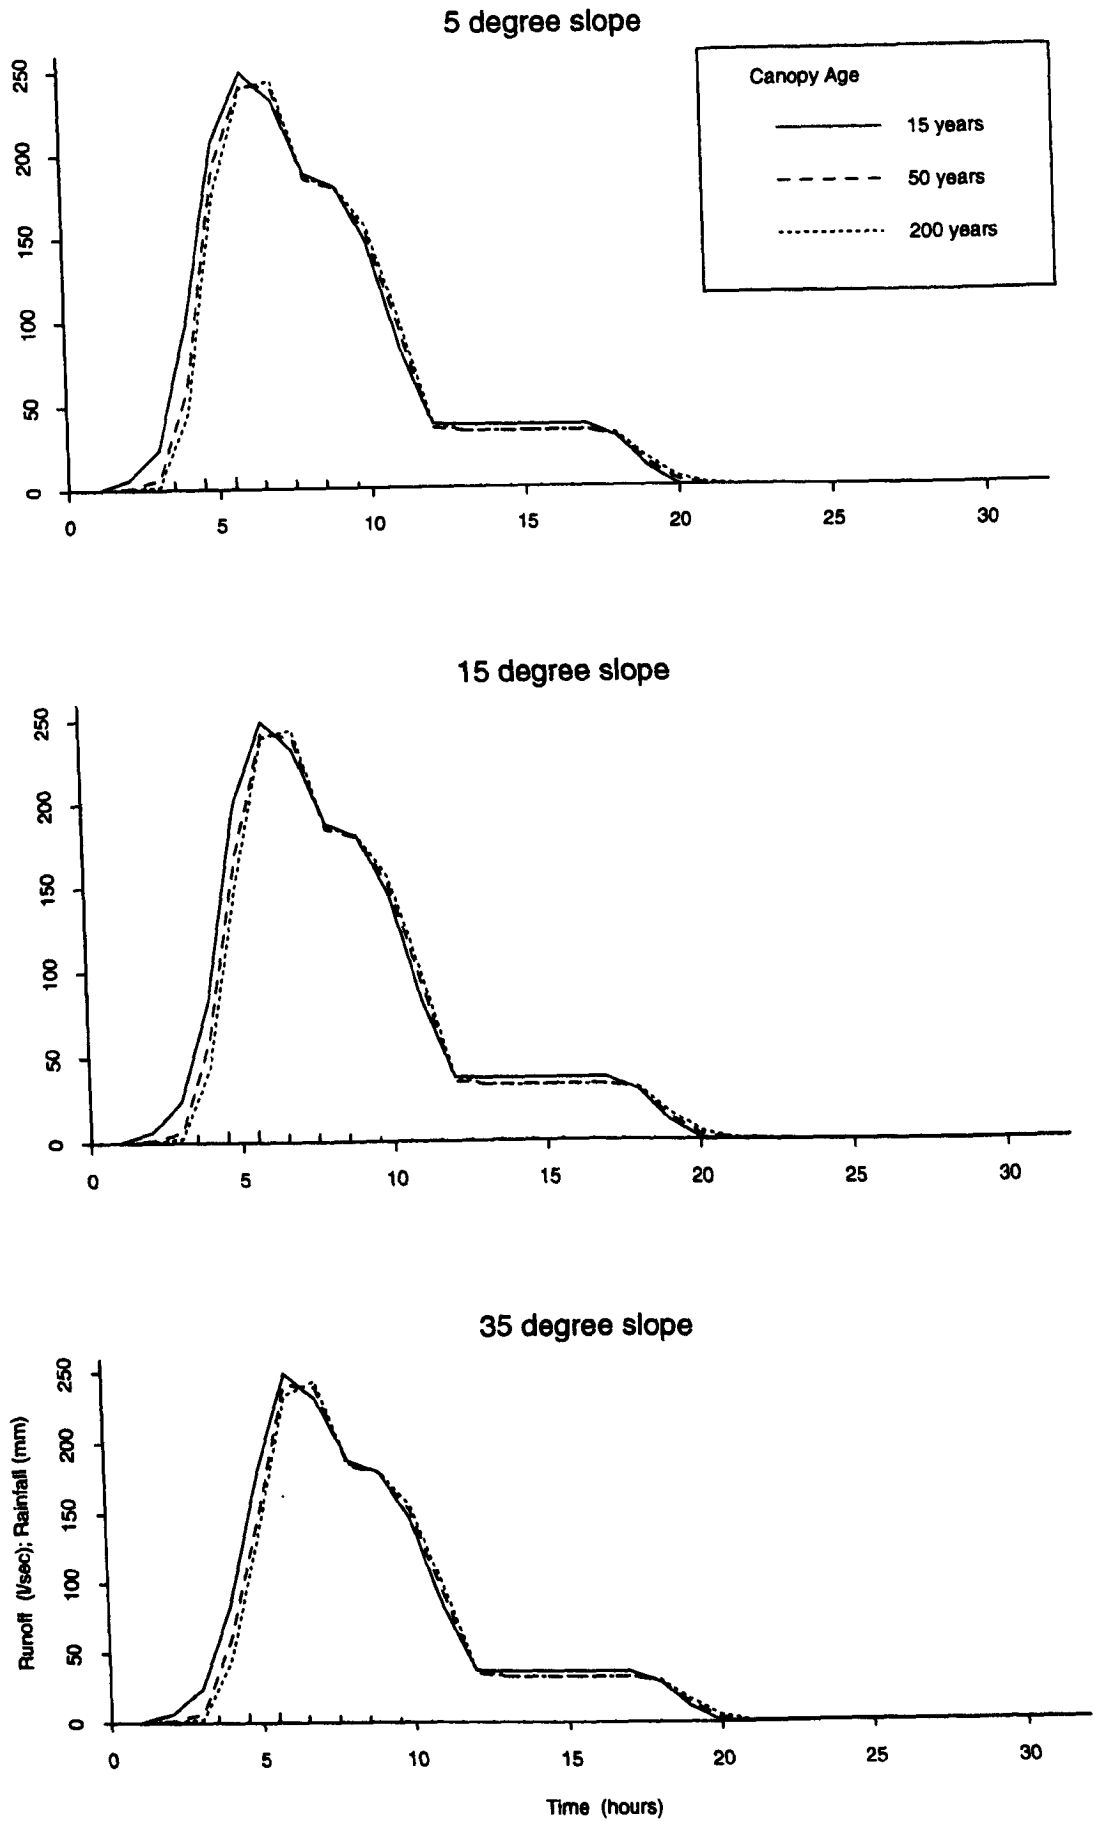 5 degree slope
Canopy Age
15 years
50 years
200 years
250
200
150
100
50
0
0 5 10 15 20 25 30
15 degree slope
250
200
150
100
50
0
0 5 10 15 20 25 30
35 degree slope
Runoff (l/sec); Rainfall (mm)
250
200
150
100
50
0
0 5 10 15 20 25 30
Time (hours)